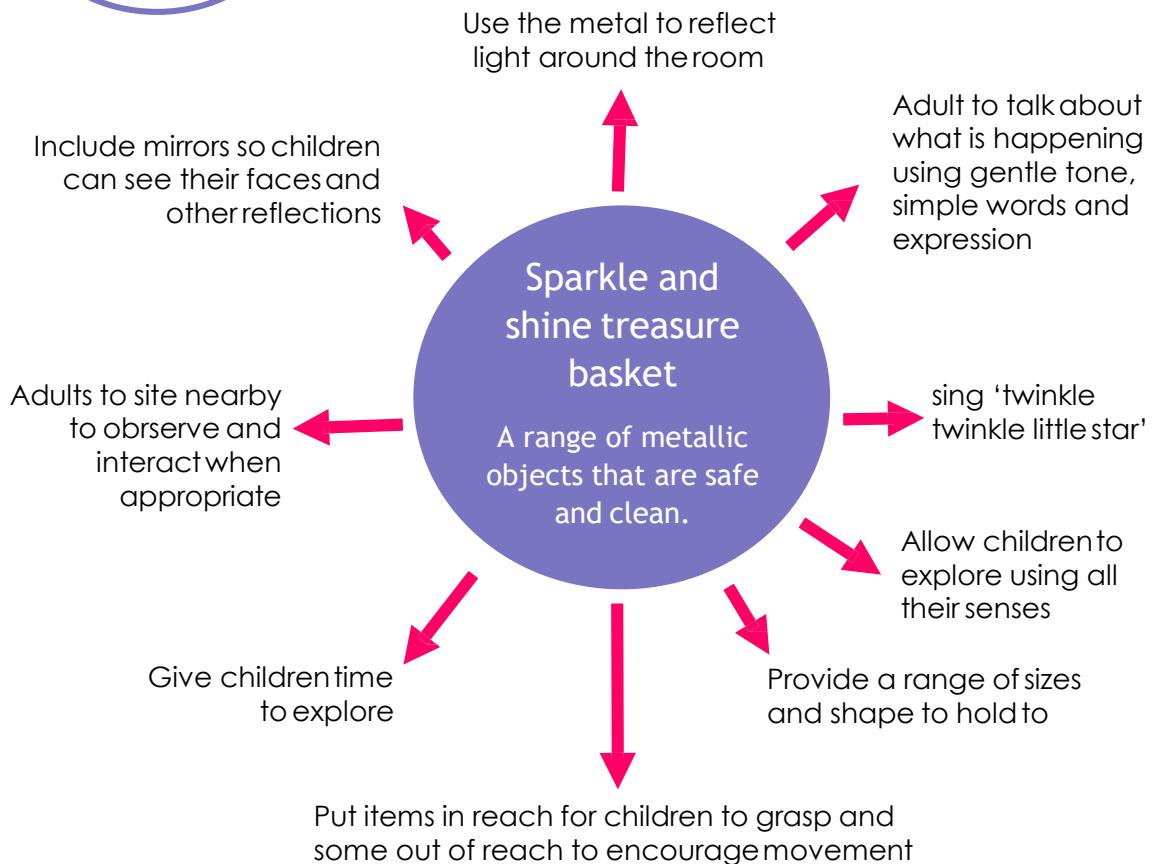 Use the metal to reflect
light around the room
Adult to talk about
what is happening
using gentle tone,
simple words and
expression
Include mirrors so children
can see their faces and
other reflections
Sparkle and
shine treasure
basket
A range of metallic
objects that are safe
and clean.
Adults to site nearby
to obrserve and
interact when
appropriate
sing ‘twinkle
twinkle little star’
Allow children to
explore using all
their senses
Give children time
to explore
Provide a range of sizes
and shape to hold to
Put items in reach for children to grasp and
some out of reach to encourage movement